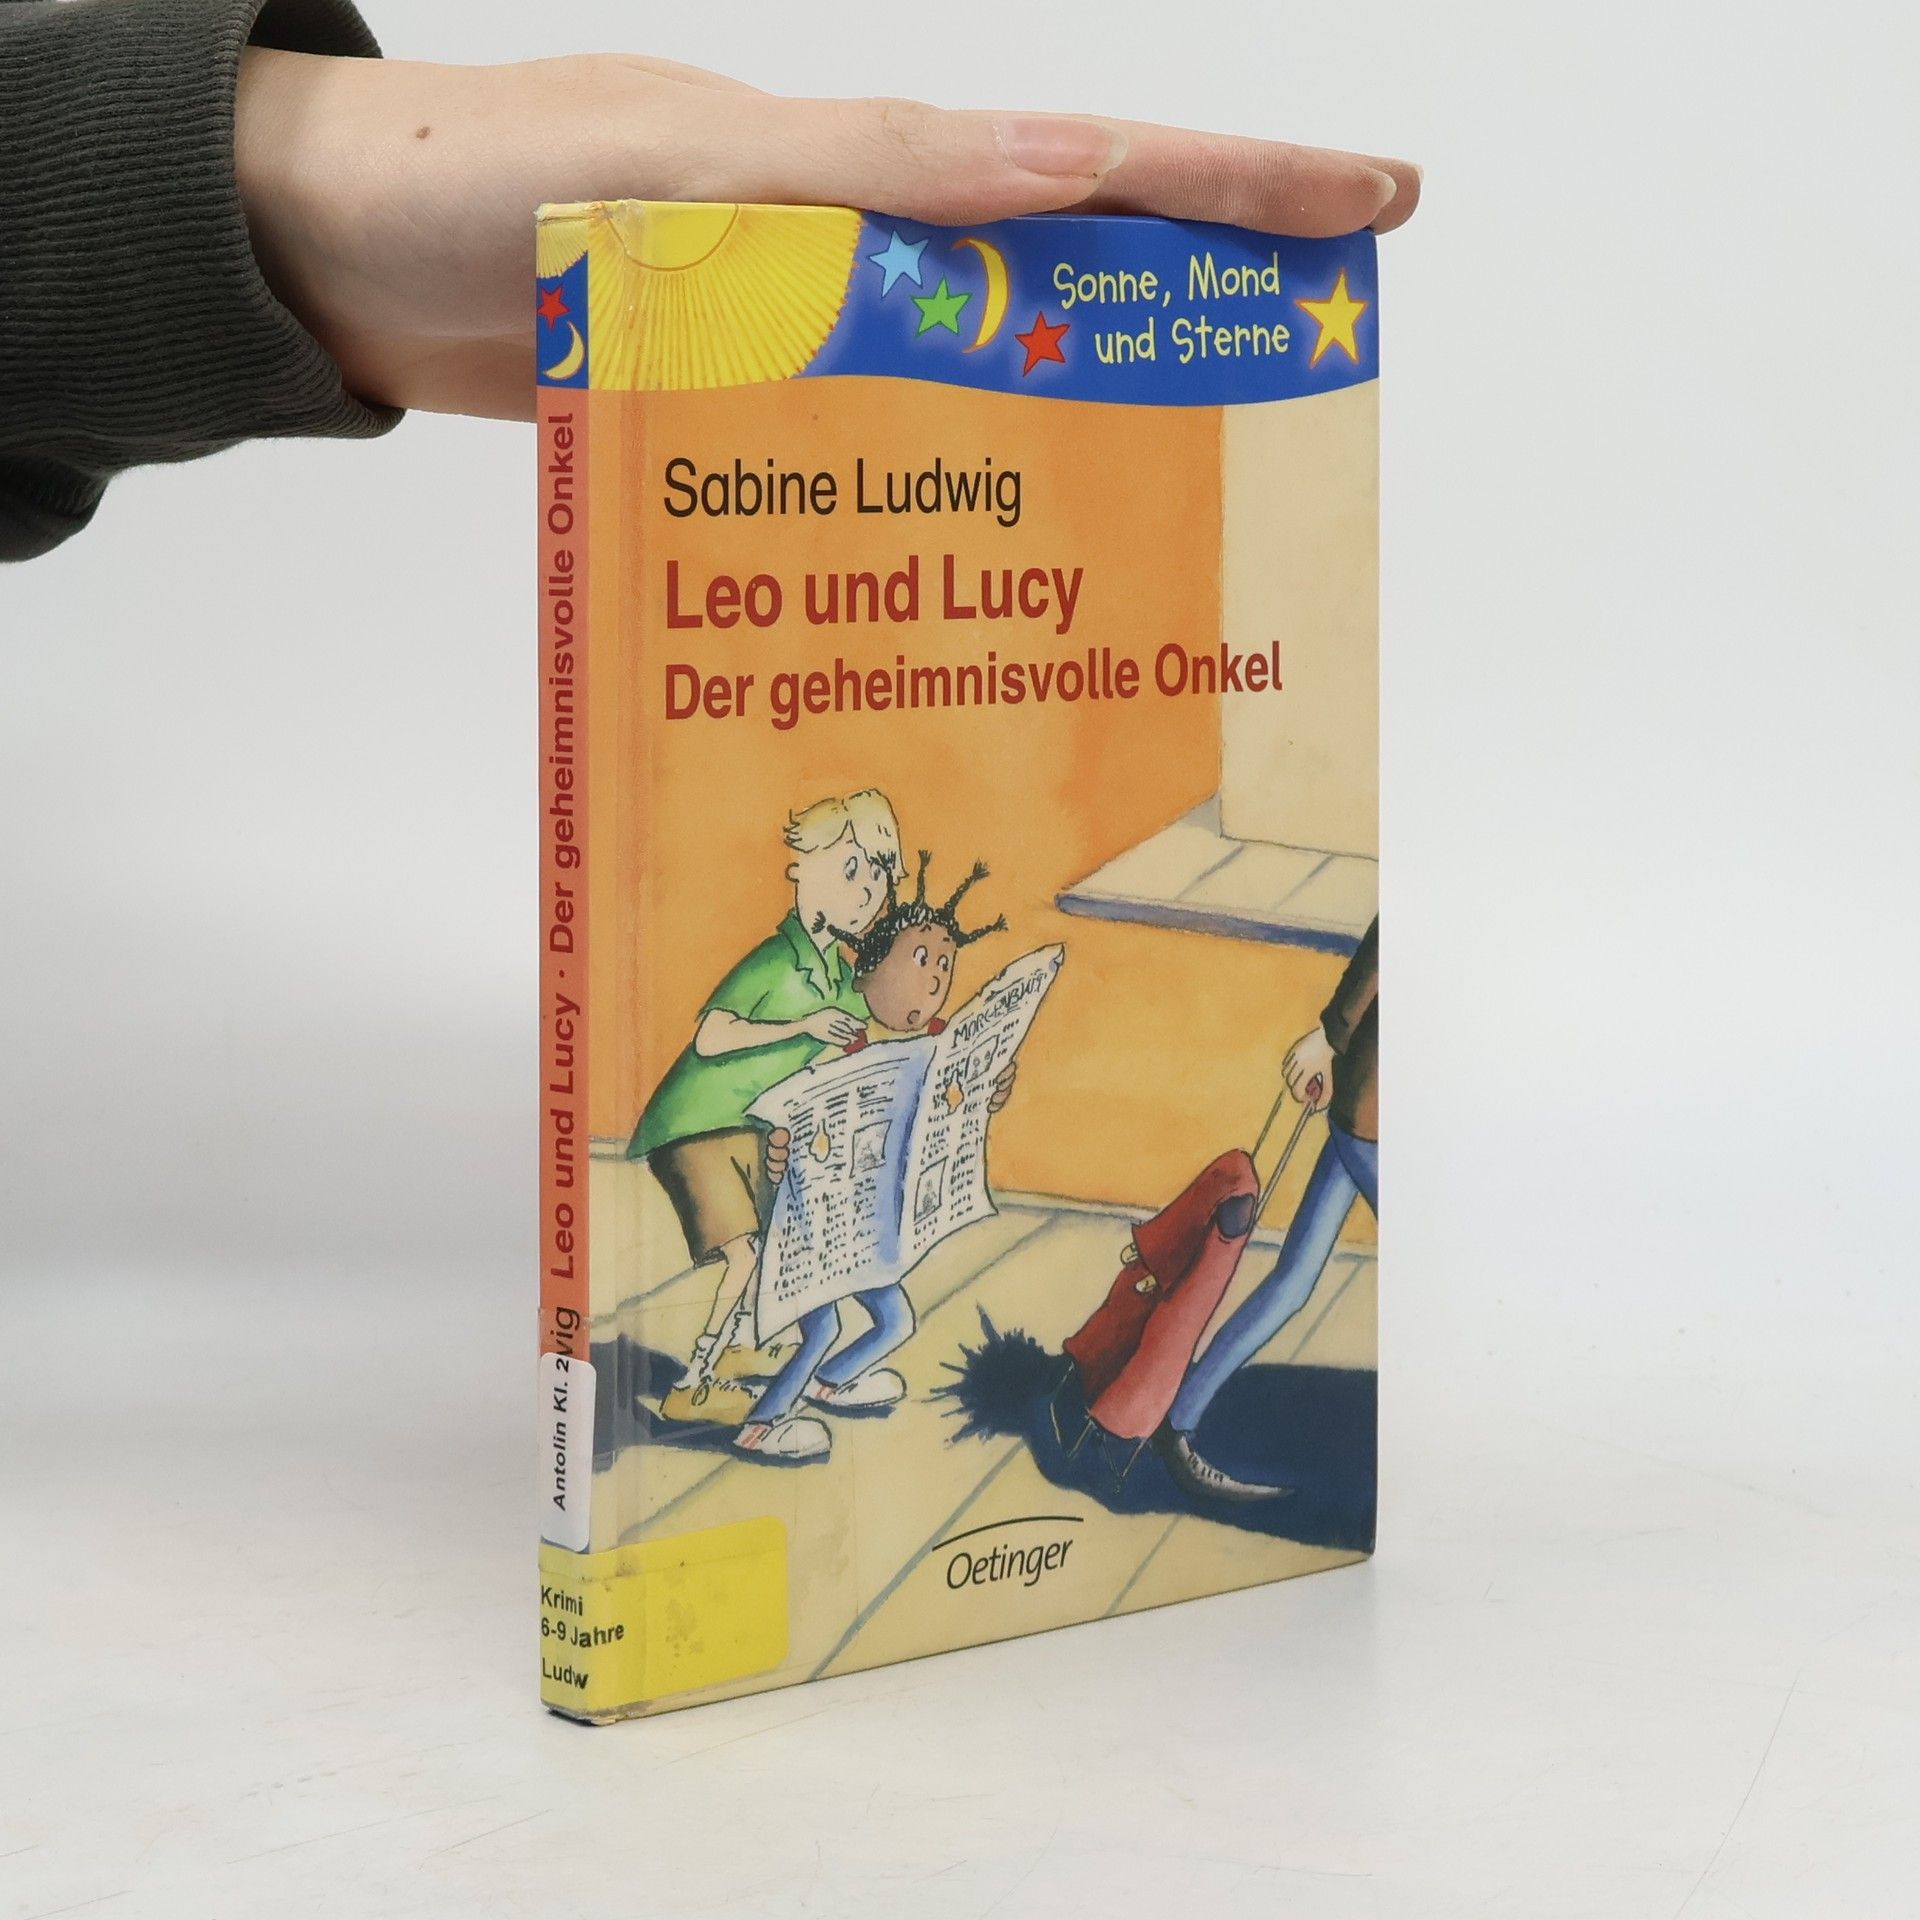 Sonne, Mond
und Sterne
Sabine Ludwig
Leo und Lucy
Der geheimnisvolle Onkel
Oetinger
wig Leo und Lucy · Der geheimnisvolle Onkel
Antolin Kl. 2
Krimi
6-9 Jahre
Ludw